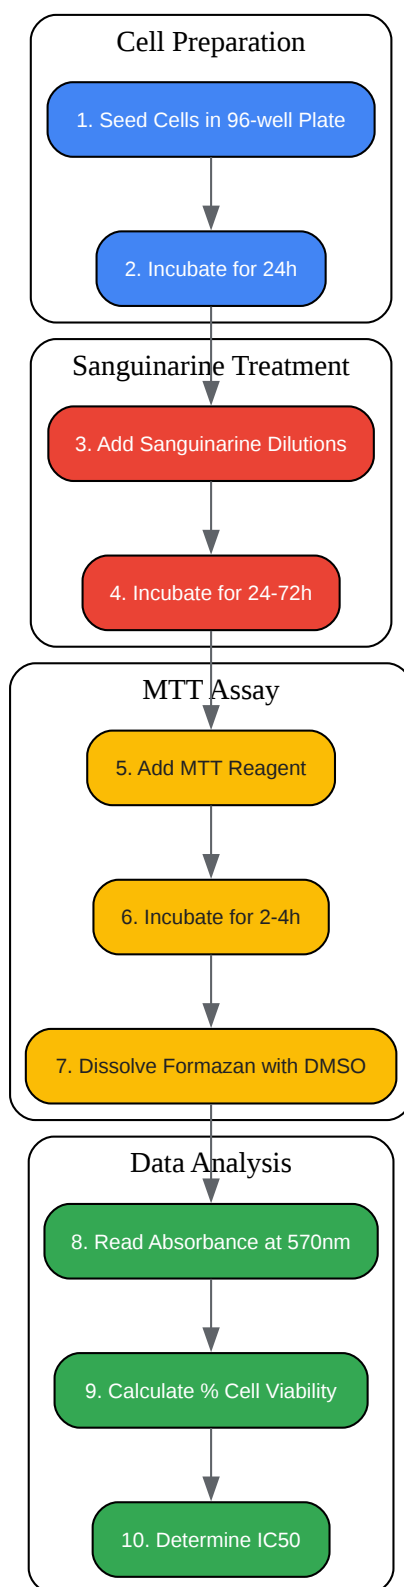 Cell Preparation
1. Seed Cells in 96-well Plate
2. Incubate for 24h
Sanguinarine Treatment
3. Add Sanguinarine Dilutions
4. Incubate for 24-72h
MTT Assay
5. Add MTT Reagent
6. Incubate for 2-4h
7. Dissolve Formazan with DMSO
Data Analysis
8. Read Absorbance at 570nm
9. Calculate % Cell Viability
10. Determine IC50